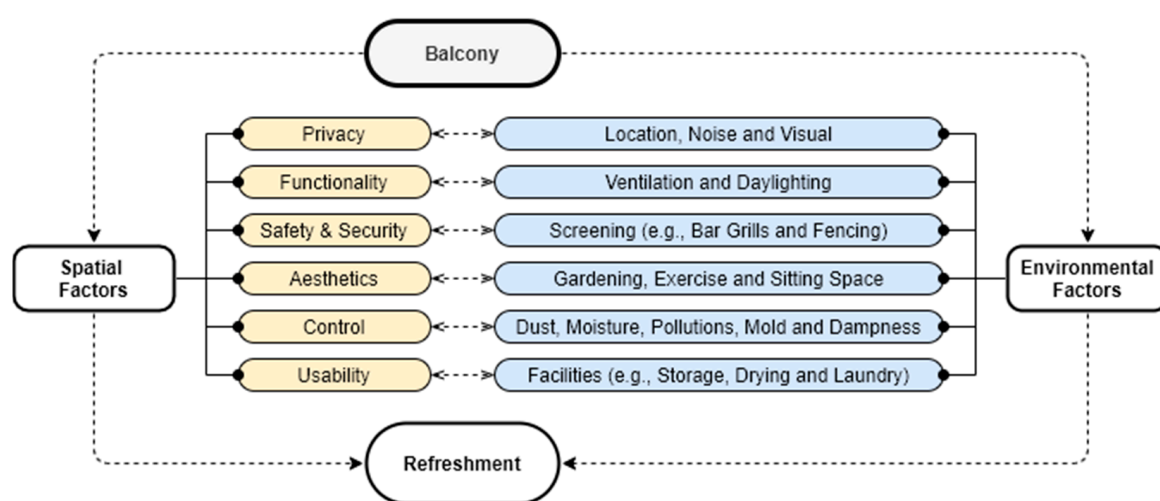 Balcony
Privacy
Location, Noise and Visual
Functionality
Ventilation and Daylighting
Safety & Security
Screening (e.g., Bar Grills and Fencing)
Spatial
Factors
Aesthetics
Gardening, Exercise and Sitting Space
Environmental
Factors
Control
Dust, Moisture, Pollutions, Mold and Dampness
Usability
Facilities (e.g., Storage, Drying and Laundry)
Refreshment